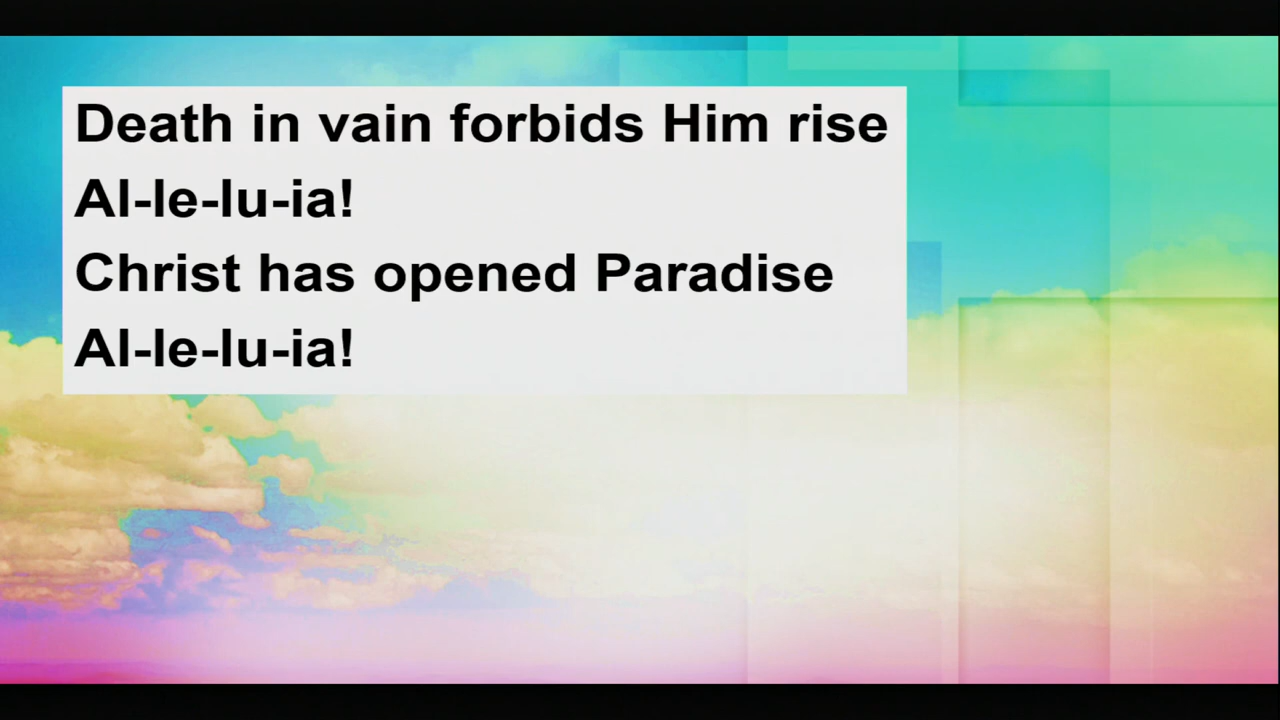 Death in vain forbids Him rise
Al-le-lu-ia!
Christ has opened Paradise
Al-le-lu-ia!